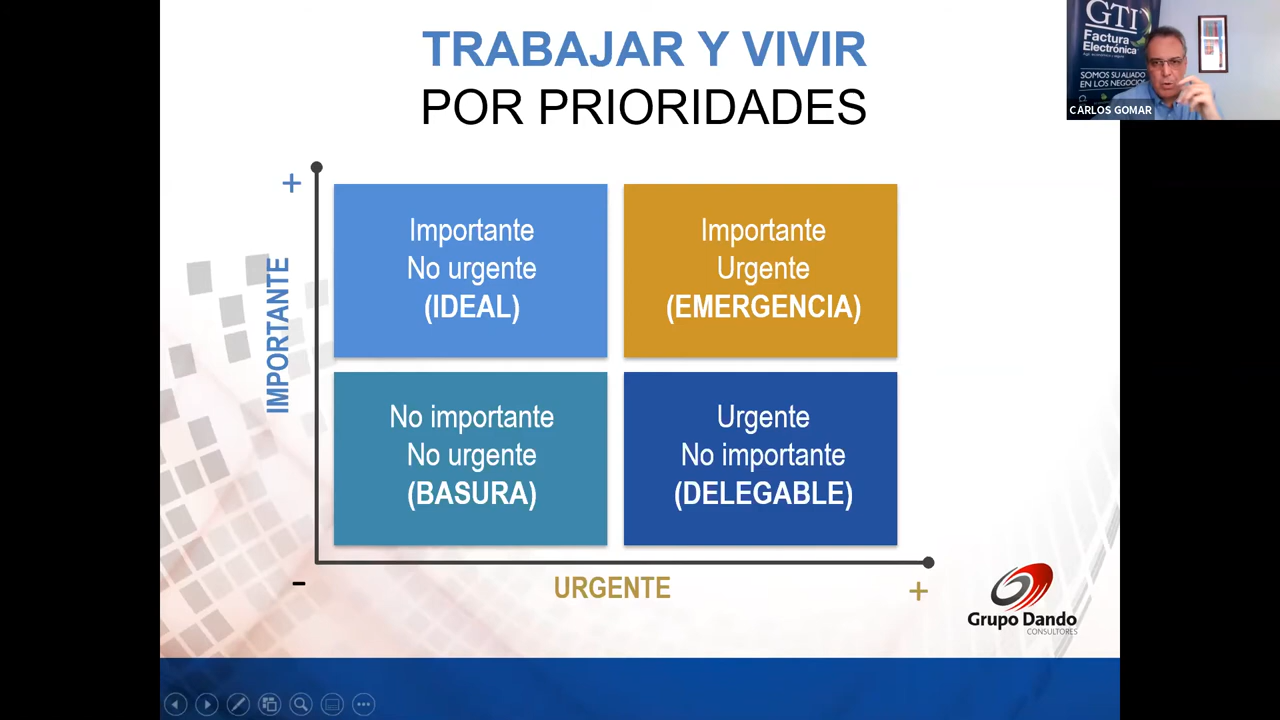 TRABAJAR Y VIVIR
POR PRIORIDADES
GTI
Factura
Electrónica
SOMOS SU ALIADO
EN LOS NEGOCIOS
CARLOS GOMAR
+
IMPORTANTE
Importante
No urgente
(IDEAL)
Importante
Urgente
(EMERGENCIA)
No importante
No urgente
(BASURA)
Urgente
No importante
(DELEGABLE)
-
URGENTE
+
Grupo Dando
CONSULTORES